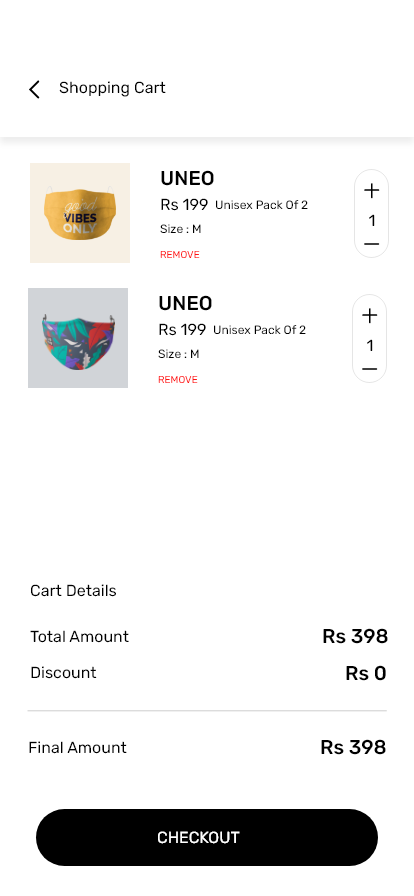 Shopping Cart
good
VIBES
ONLY
UNEO
Rs 199 Unisex Pack Of 2
Size : M
REMOVE
1
UNEO
Rs 199 Unisex Pack Of 2
Size : M
REMOVE
1
Cart Details
Total Amount Rs 398
Discount Rs 0
Final Amount Rs 398
CHECKOUT